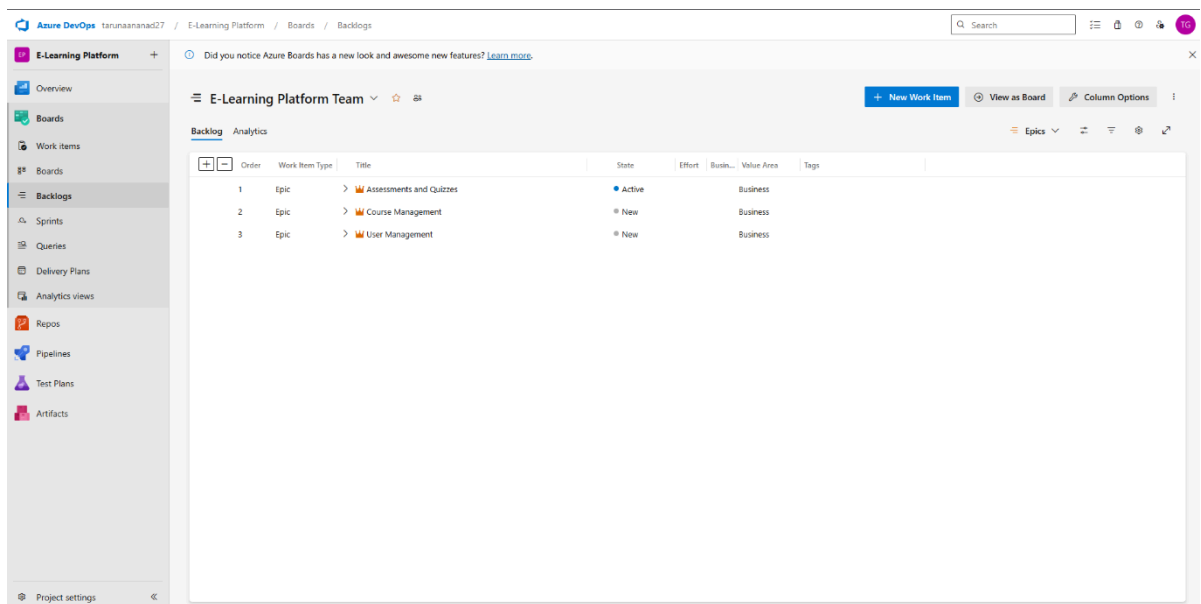 Azure DevOps tarunaananad27 / E-Learning Platform / Boards / Backlogs
Search
TG
EP E-Learning Platform +
Did you notice Azure Boards has a new look and awesome new features? Learn more.
Overview
Boards
Work items
Boards
Backlogs
Sprints
Queries
Delivery Plans
Analytics views
Repos
Pipelines
Test Plans
Artifacts
Project settings
E-Learning Platform Team
+ New Work Item View as Board Column Options
Backlog Analytics
Epics
+ - Order Work Item Type Title State Effort Busin... Value Area Tags
1 Epic > Assessments and Quizzes Active Business
2 Epic > Course Management New Business
3 Epic > User Management New Business